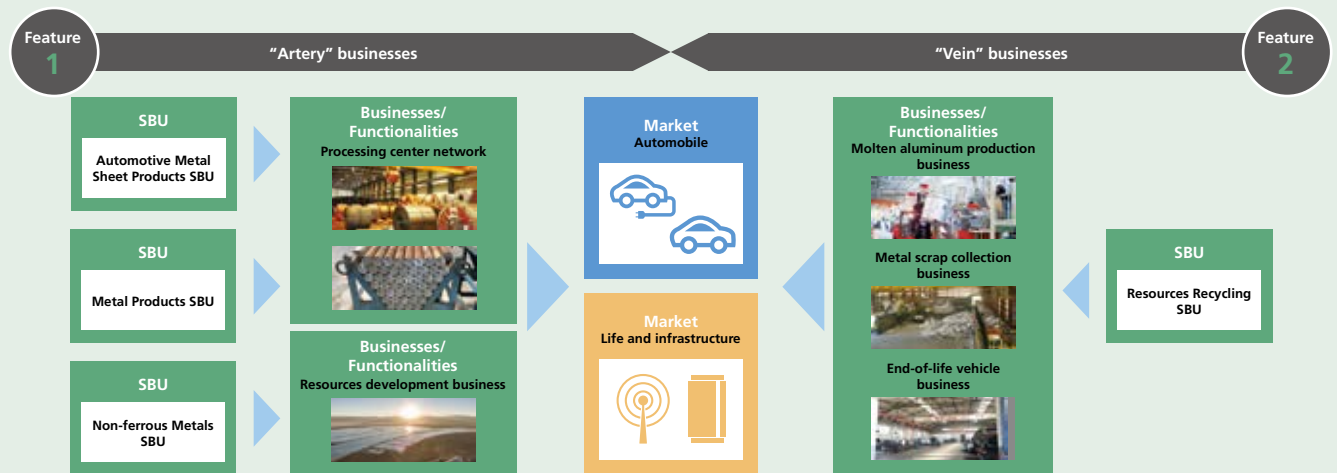 Feature
1
“Artery” businesses
“Vein” businesses
Feature
2
SBU
Automotive Metal
Sheet Products SBU
SBU
Metal Products SBU
SBU
Non-ferrous Metals
SBU
Businesses/
Functionalities
Processing center network
Businesses/
Functionalities
Resources development business
Market
Automobile
Market
Life and infrastructure
Businesses/
Functionalities
Molten aluminum production
business
Metal scrap collection
business
End-of-life vehicle
business
SBU
Resources Recycling
SBU